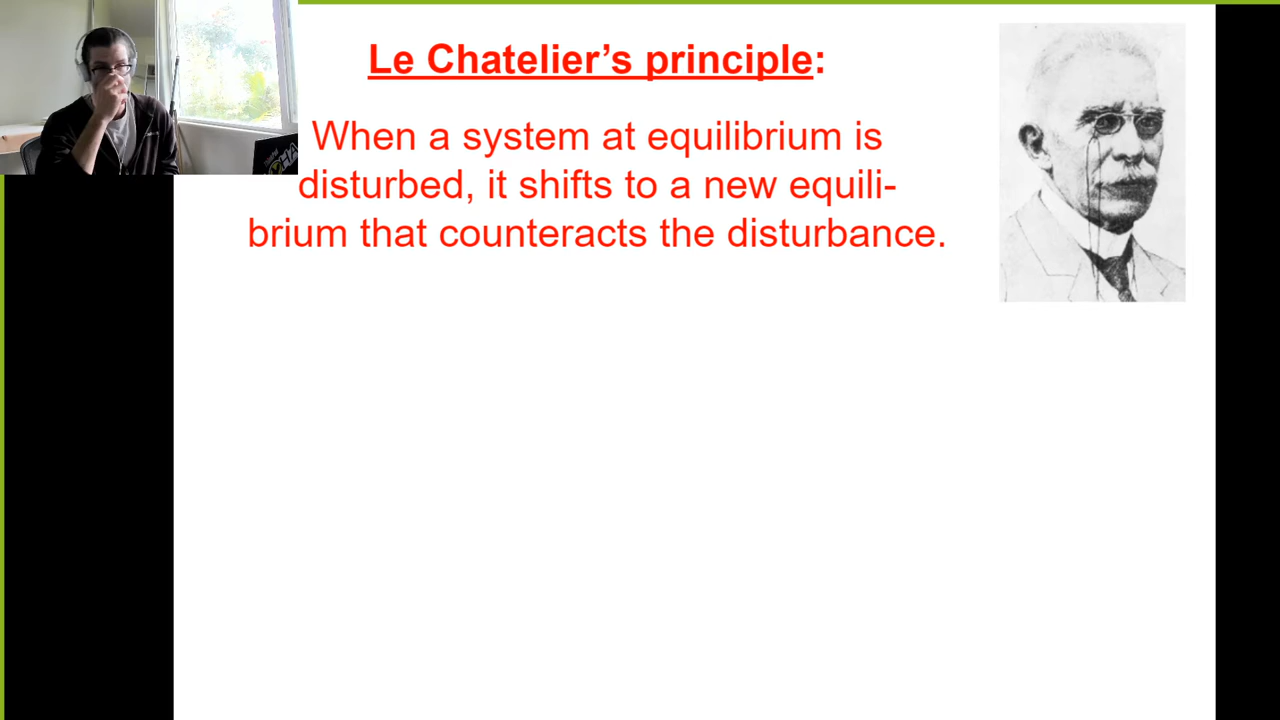 Le Chatelier’s principle:
When a system at equilibrium is
disturbed, it shifts to a new equili-
brium that counteracts the disturbance.